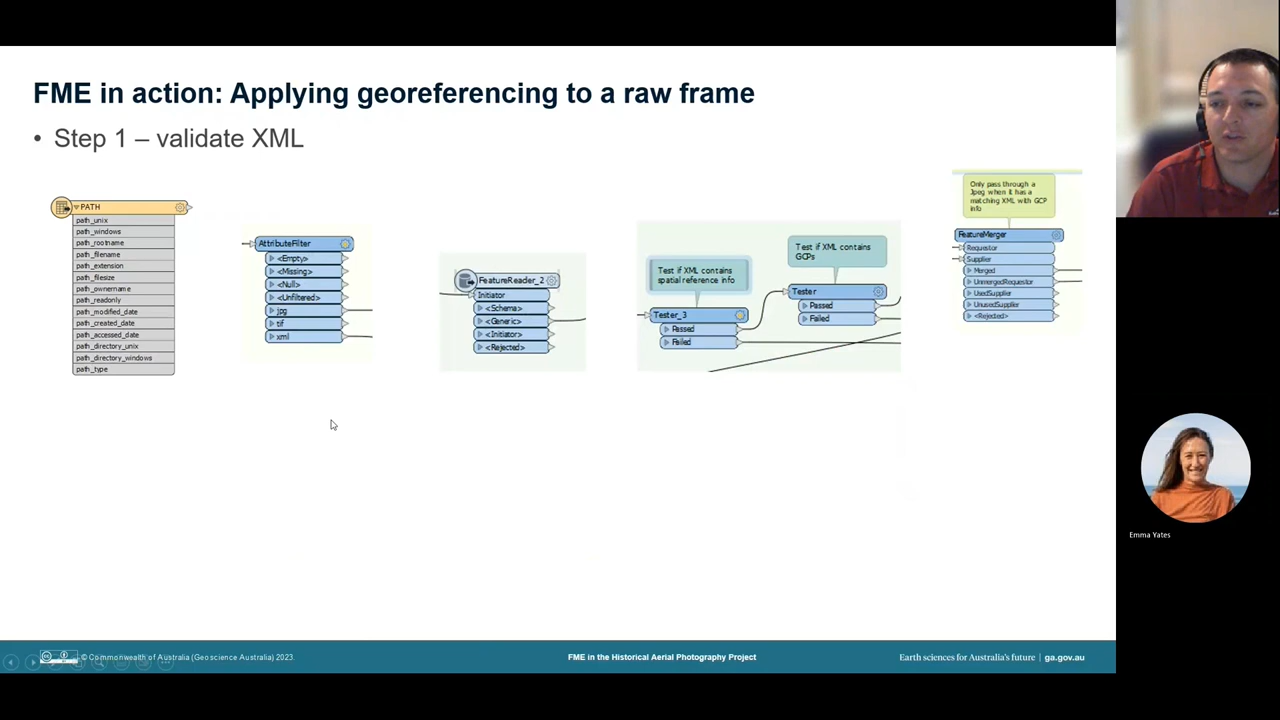 FME in action: Applying georeferencing to a raw frame
• Step 1 – validate XML
PATH
path_unix
path_windows
path_rootname
path_filename
path_extension
path_filesize
path_ownername
path_readonly
path_modified_date
path_created_date
path_accessed_date
path_directory_unix
path_directory_windows
path_type
AttributeFilter
<Empty>
<Missing>
<Null>
<Unfiltered>
jpg
tif
xml
FeatureReader_2
Initiator
<Schema>
<Generic>
<Initiator>
<Rejected>
Test if XML contains
spatial reference info
Tester_3
Passed
Failed
Test if XML contains
GCPs
Tester
Passed
Failed
Only pass through a
Jpeg when it has a
matching XML with GCP
info
FeatureMerger
Requestor
Supplier
Merged
UnmergedRequestor
UsedSupplier
UnusedSupplier
<Rejected>
Emma Yates
© Commonwealth of Australia (Geoscience Australia) 2023.
FME in the Historical Aerial Photography Project
Earth sciences for Australia's future | ga.gov.au